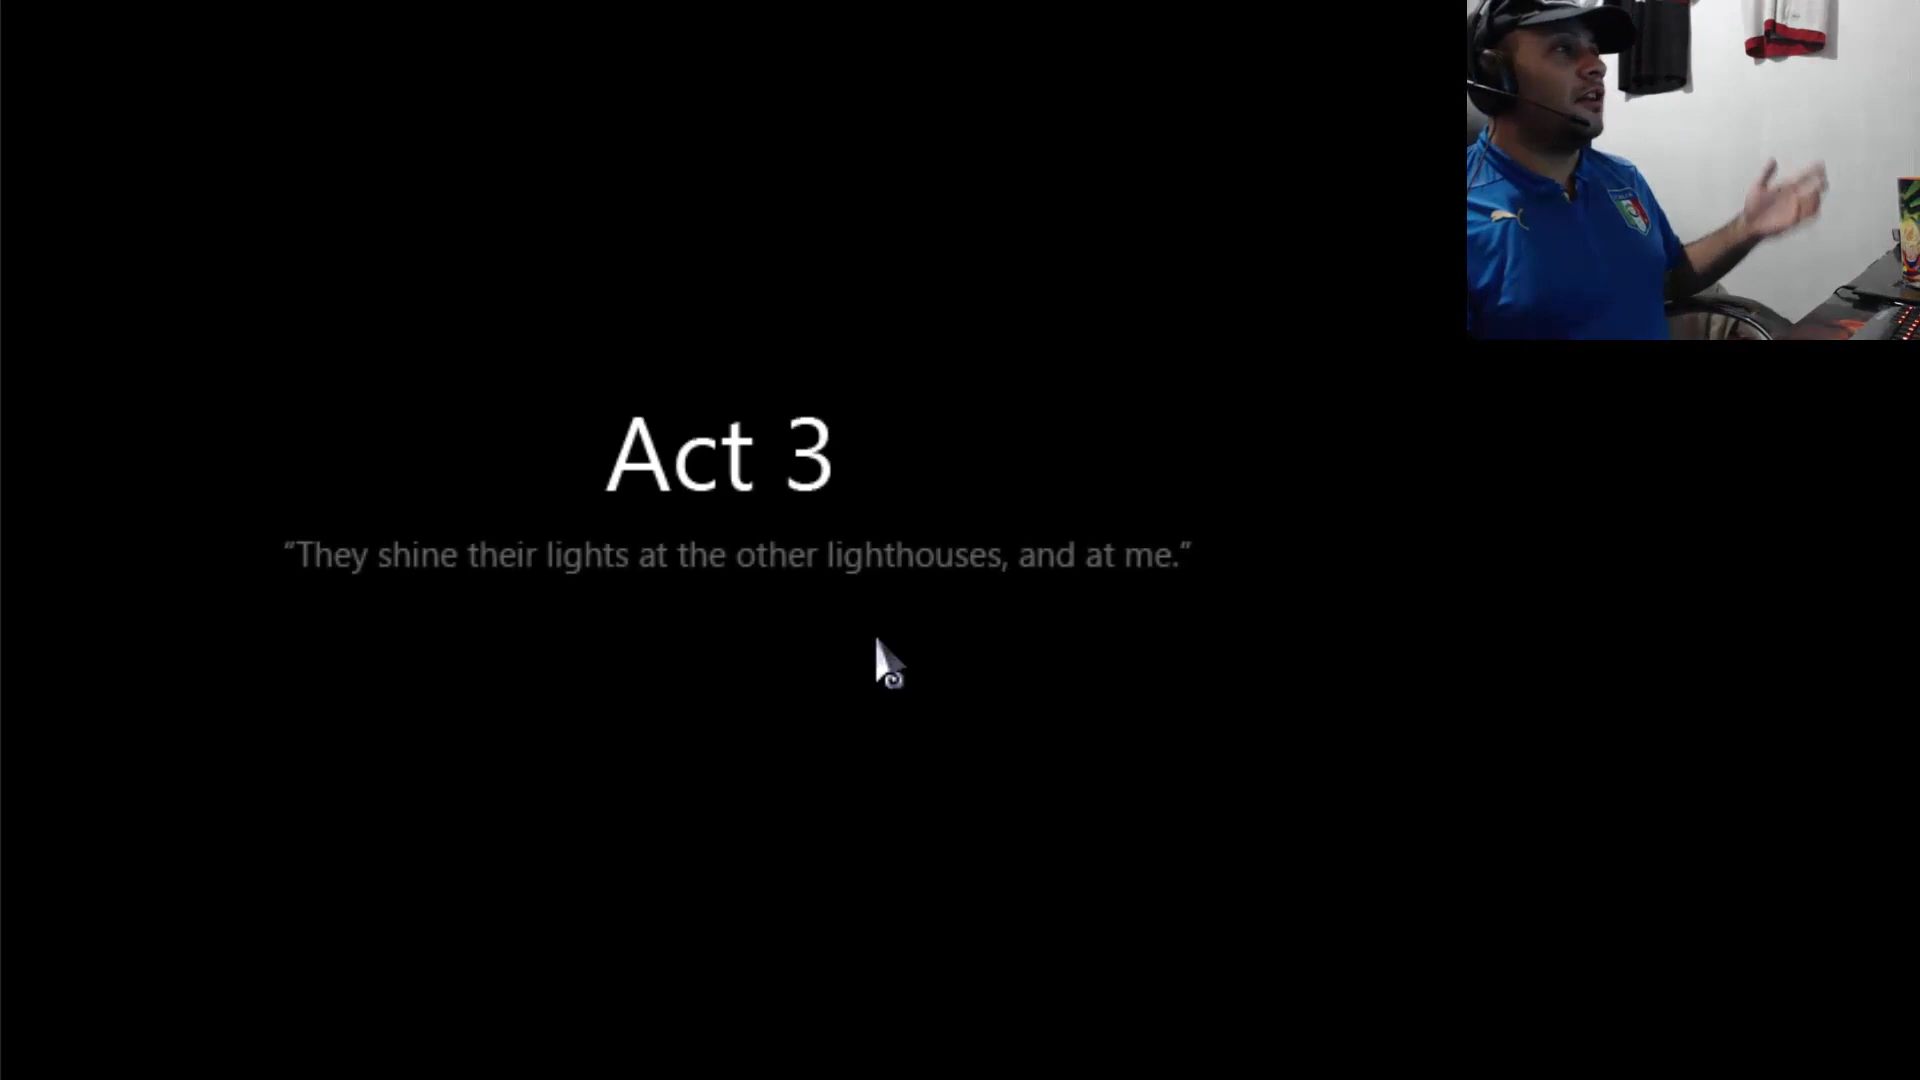 Act 3
“They shine their lights at the other lighthouses, and at me.”